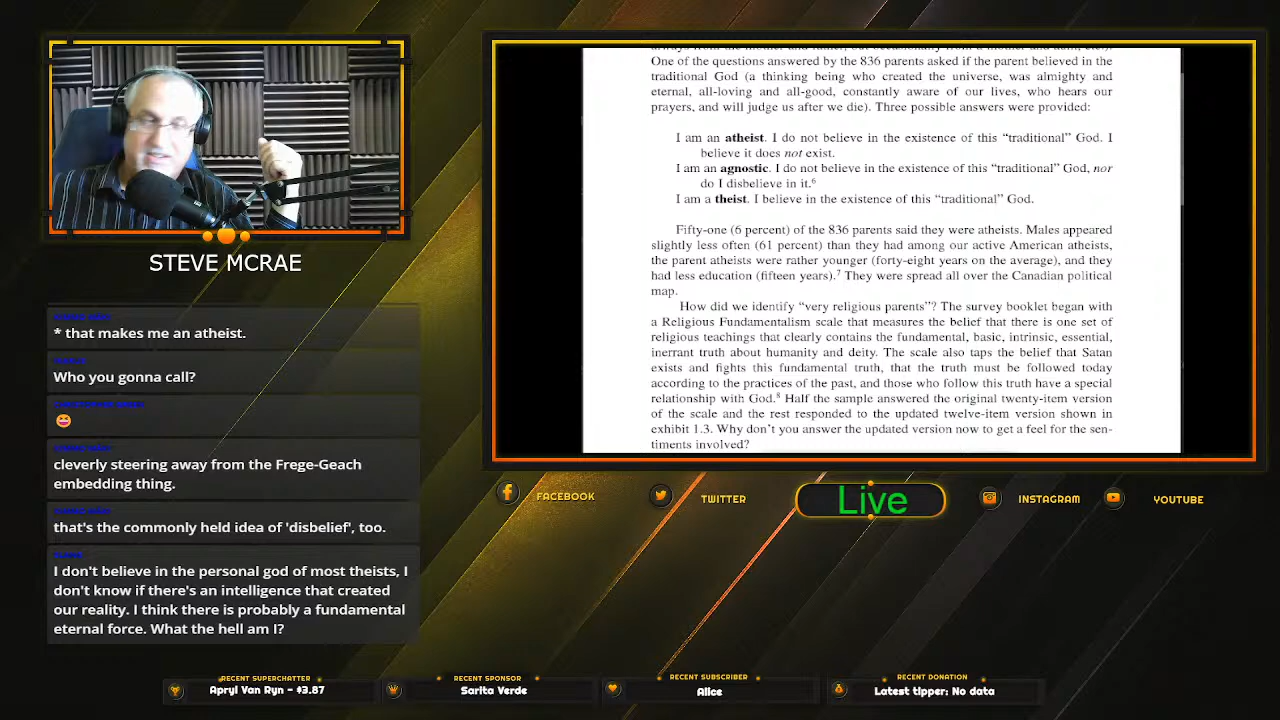 STEVE MCRAE
* that makes me an atheist.
Who you gonna call?
cleverly steering away from the Frege-Geach
embedding thing.
that's the commonly held idea of 'disbelief', too.
I don't believe in the personal god of most theists, I
don't know if there's an intelligence that created
our reality. I think there is probably a fundamental
eternal force. What the hell am I?
One of the questions answered by the 836 parents asked if the parent believed in the
traditional God (a thinking being who created the universe, was almighty and
eternal, all-loving and all-good, constantly aware of our lives, who hears our
prayers, and will judge us after we die). Three possible answers were provided:
I am an atheist. I do not believe in the existence of this “traditional” God. I
believe it does not exist.
I am an agnostic. I do not believe in the existence of this “traditional” God, nor
do I disbelieve in it.6
I am a theist. I believe in the existence of this “traditional” God.
Fifty-one (6 percent) of the 836 parents said they were atheists. Males appeared
slightly less often (61 percent) than they had among our active American atheists,
the parent atheists were rather younger (forty-eight years on the average), and they
had less education (fifteen years).7 They were spread all over the Canadian political
map.
How did we identify “very religious parents”? The survey booklet began with
a Religious Fundamentalism scale that measures the belief that there is one set of
religious teachings that clearly contains the fundamental, basic, intrinsic, essential,
inerrant truth about humanity and deity. The scale also taps the belief that Satan
exists and fights this fundamental truth, that the truth must be followed today
according to the practices of the past, and those who follow this truth have a special
relationship with God.8 Half the sample answered the original twenty-item version
of the scale and the rest responded to the updated twelve-item version shown in
exhibit 1.3. Why don't you answer the updated version now to get a feel for the sen-
timents involved?
FACEBOOK
TWITTER
Live
INSTAGRAM
YOUTUBE
RECENT SUPERCHATTER
Apryl Van Ryn - $3.87
RECENT SPONSOR
Sarita Verde
RECENT SUBSCRIBER
Alice
RECENT DONATION
Latest tipper: No data